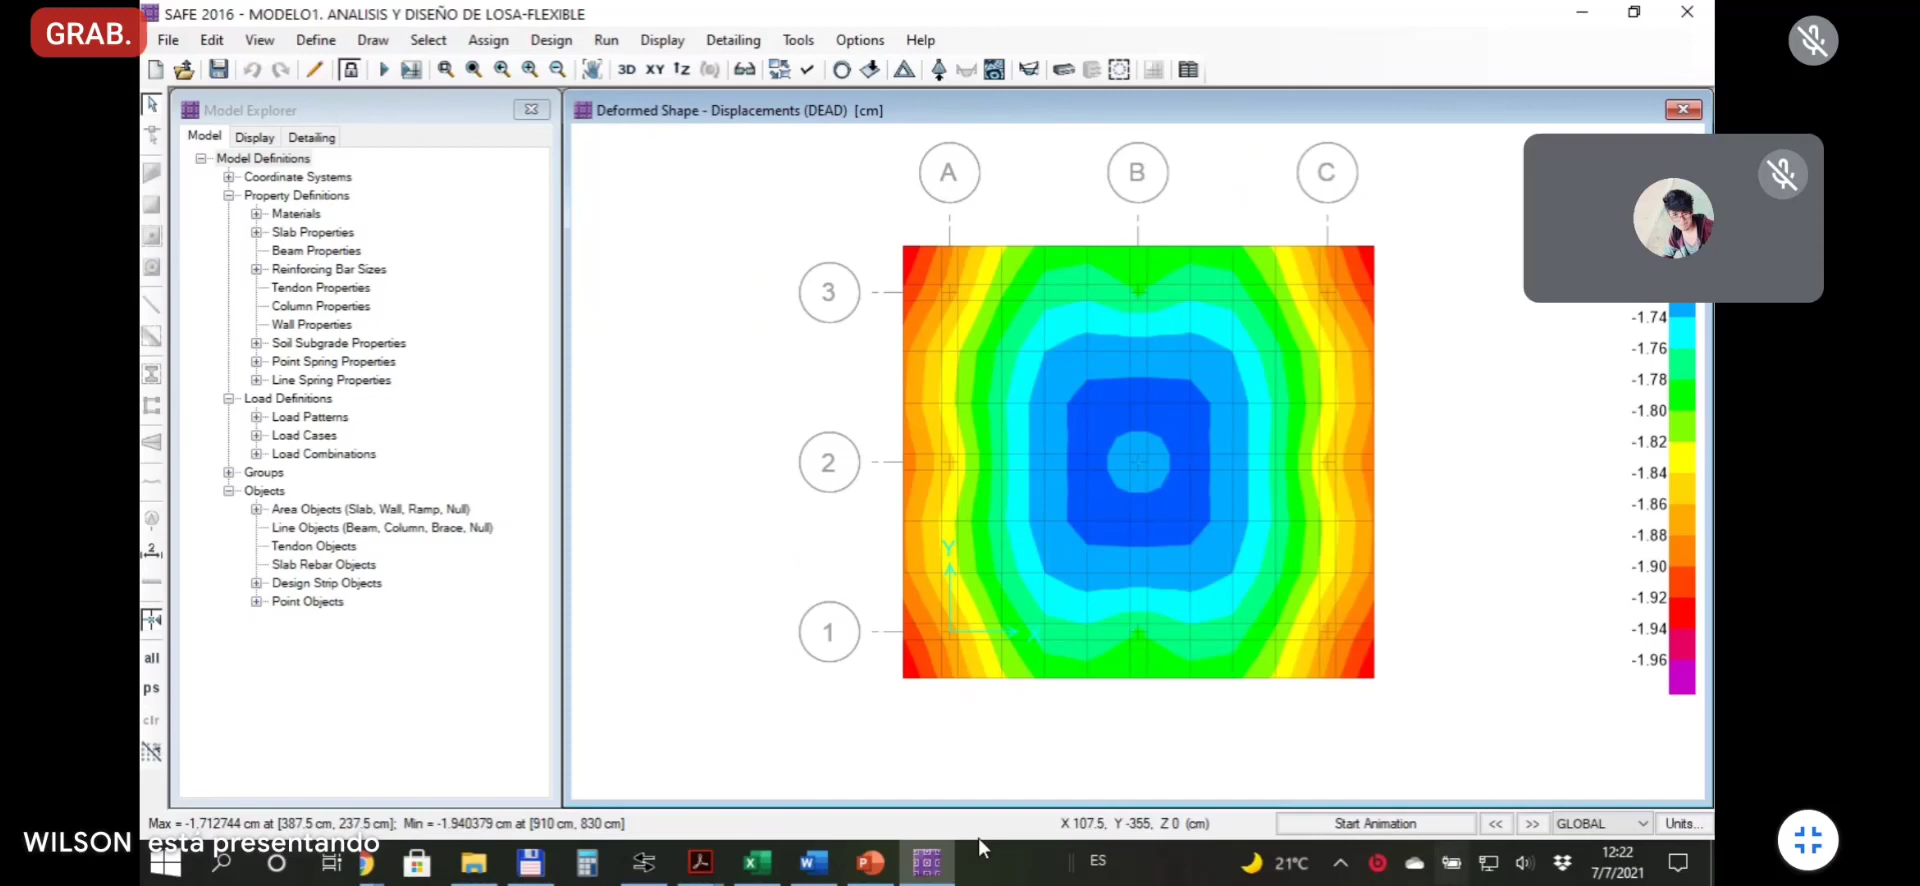 GRAB.
SAFE 2016 - MODELO1. ANALISIS Y DISEÑO DE LOSA-FLEXIBLE
File Edit View Define Draw Select Assign Design Run Display Detailing Tools Options Help
3D XY
Model Explorer
Model Display Detailing
Model Definitions
Coordinate Systems
Property Definitions
Materials
Slab Properties
Beam Properties
Reinforcing Bar Sizes
Tendon Properties
Column Properties
Wall Properties
Soil Subgrade Properties
Point Spring Properties
Line Spring Properties
Load Definitions
Load Patterns
Load Cases
Load Combinations
Groups
Objects
Area Objects (Slab, Wall, Ramp, Null)
Line Objects (Beam, Column, Brace, Null)
Tendon Objects
Slab Rebar Objects
Design Strip Objects
Point Objects
all
ps
clr
Deformed Shape - Displacements (DEAD) [cm]
A B C
3
2
1
Y
X
-1.74
-1.76
-1.78
-1.80
-1.82
-1.84
-1.86
-1.88
-1.90
-1.92
-1.94
-1.96
Max = -1,712744 cm at [387.5 cm, 237.5 cm]; Min = -1.940379 cm at [910 cm, 830 cm]
X 107.5, Y -355, Z 0 (cm)
Start Animation << >> GLOBAL Units...
WILSON está presentando
ES
21°C
12:22
7/7/2021